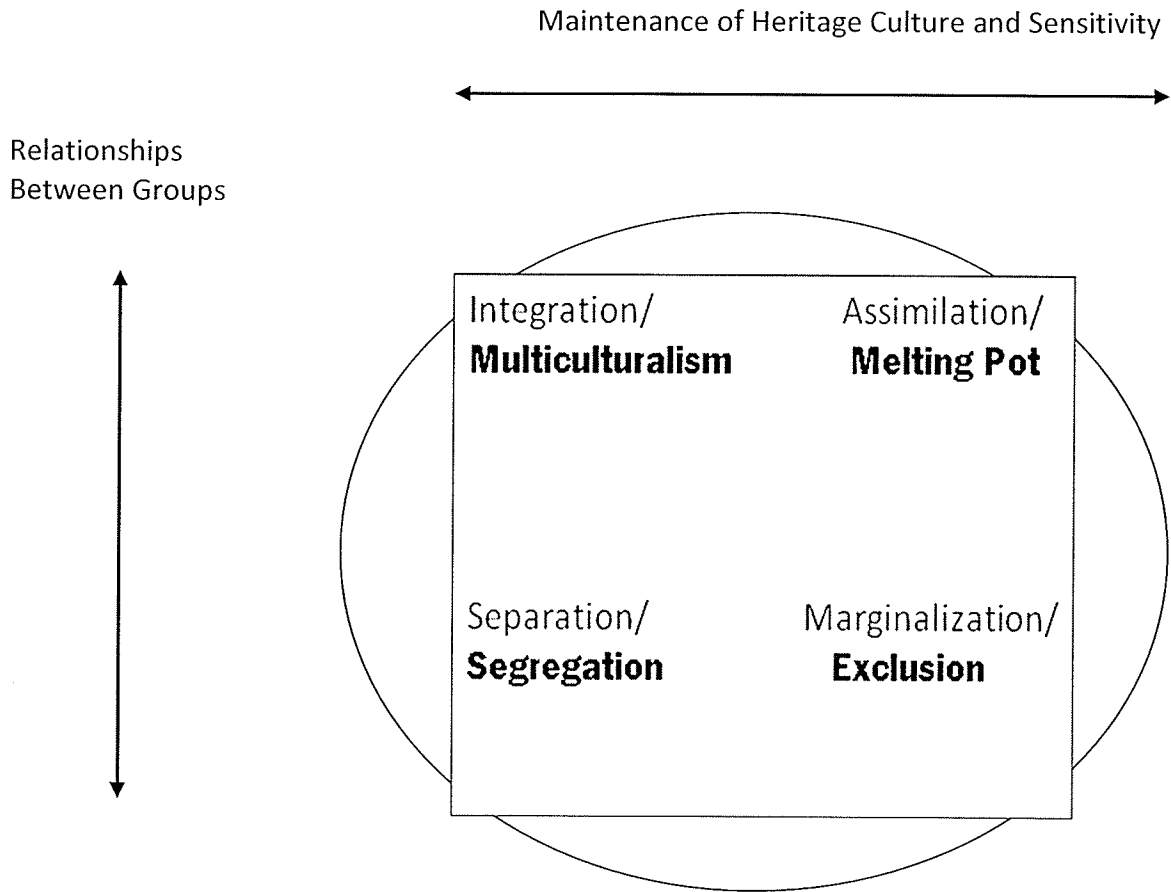 Maintenance of Heritage Culture and Sensitivity
Relationships
Between Groups
Integration/
Multiculturalism
Assimilation/
Melting Pot
Separation/
Segregation
Marginalization/
Exclusion